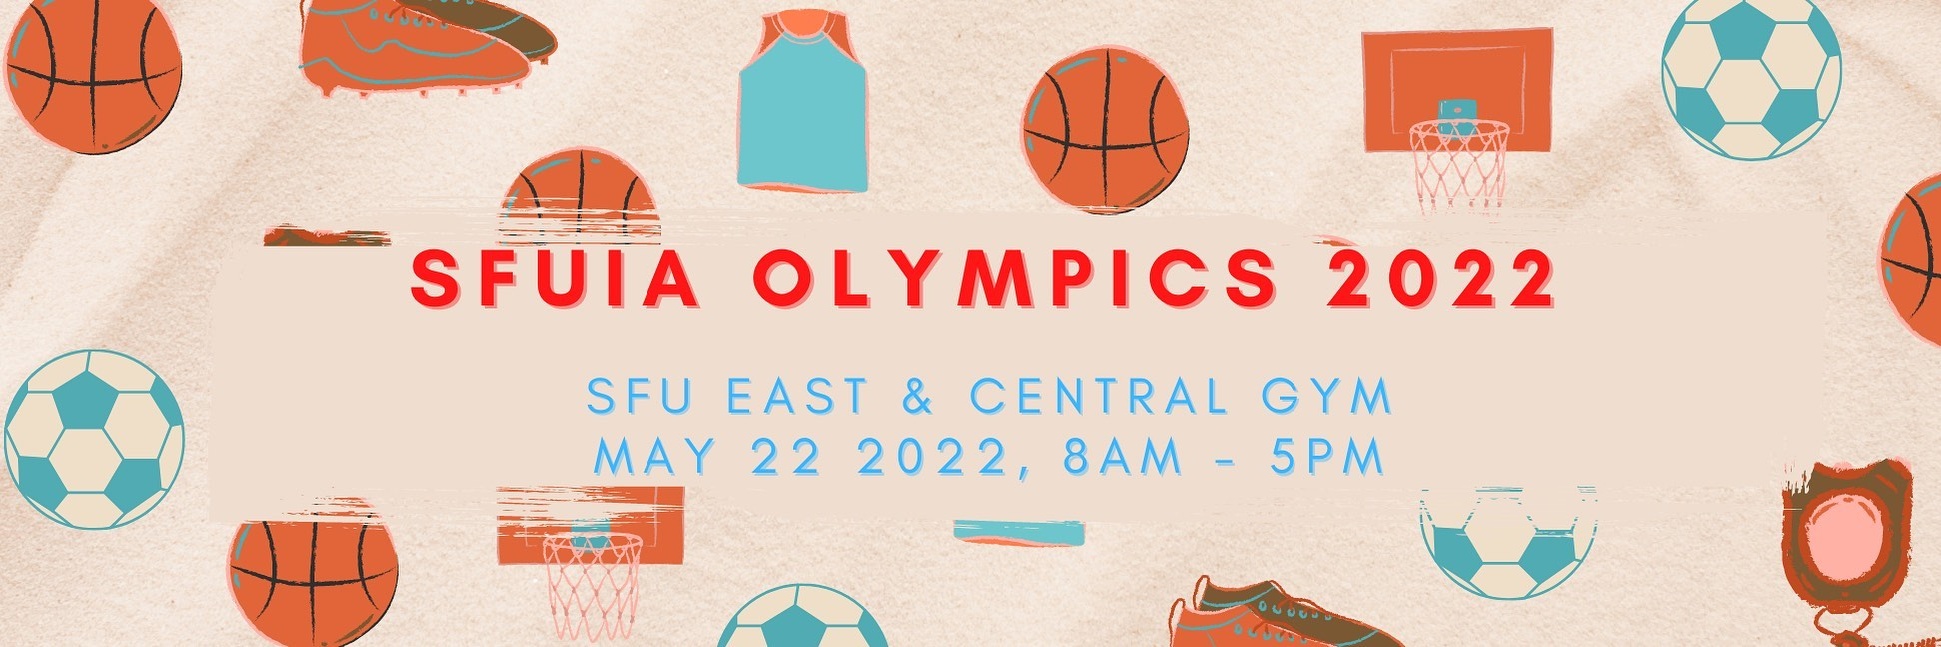 SFUIA OLYMPICS 2022
SFU EAST & CENTRAL GYM
MAY 22 2022, 8AM - 5PM